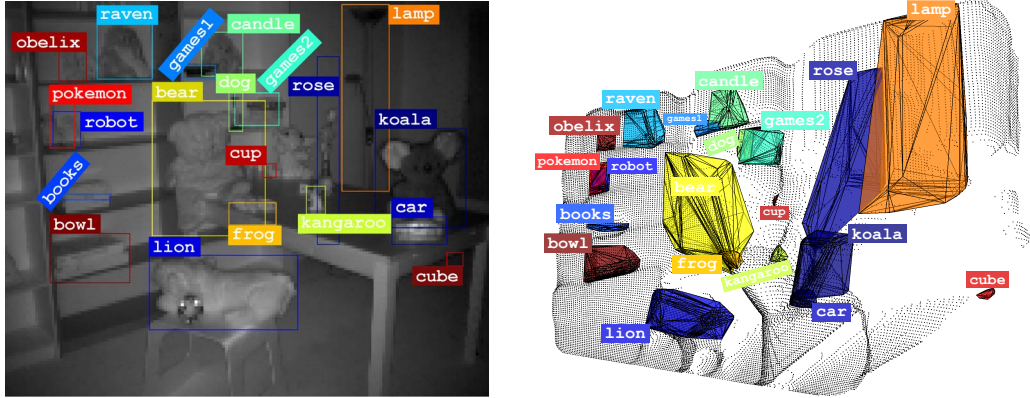 raven
candle
lamp
obelix
games1
games2
dog
rose
pokemon
bear
robot
koala
cup
books
bowl
car
kangaroo
lion
frog
cube
lamp
rose
candle
raven
games1
obelix
games2
dog
pokemon
robot
bear
books
cup
bowl
koala
frog
kangaroo
cube
lion
car